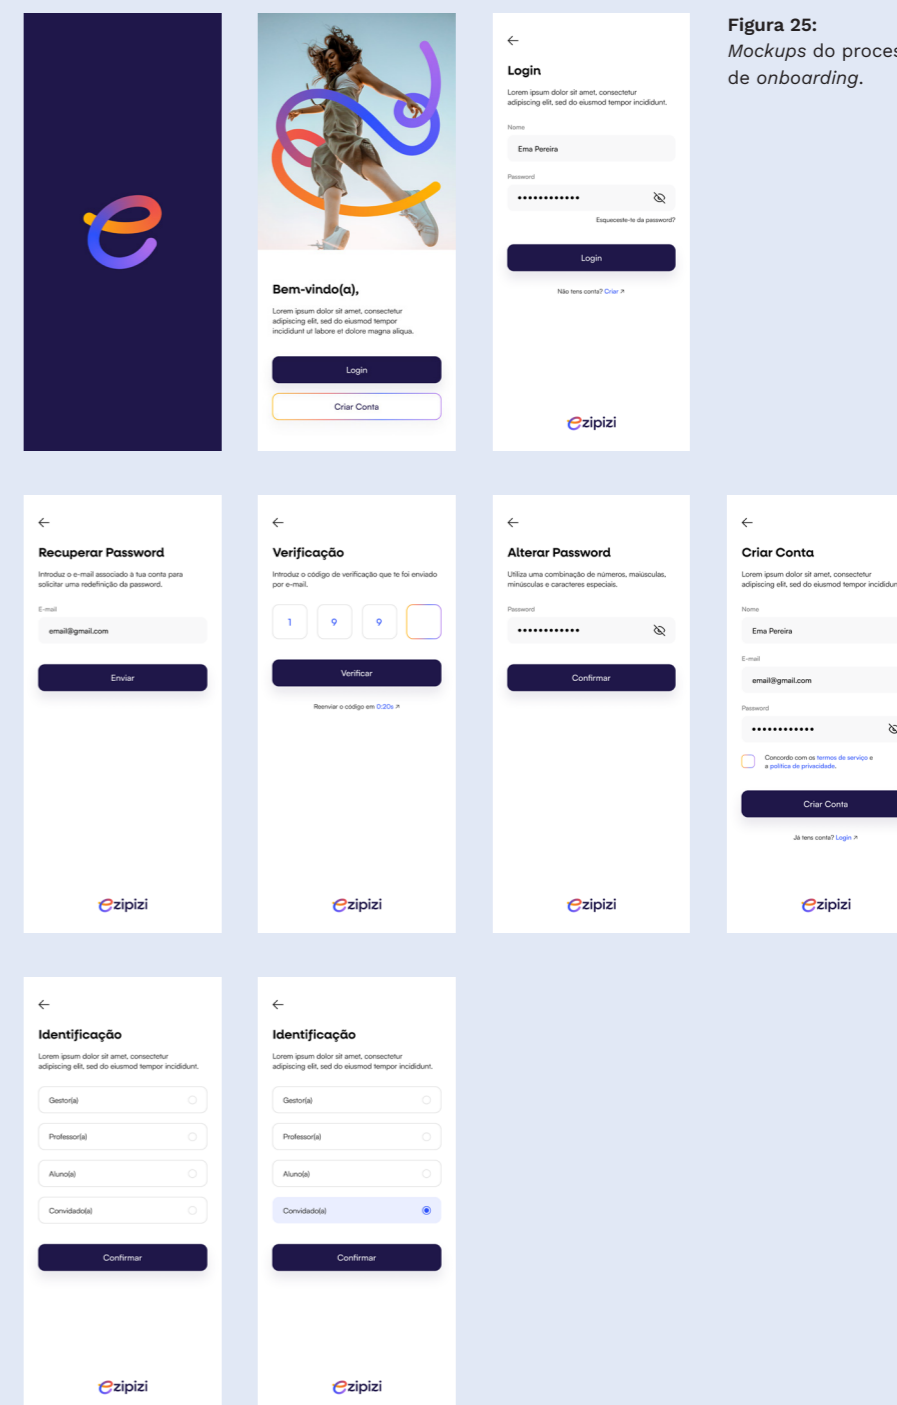 Figura 25:
Mockups do proces
de onboarding.
Bem-vindo(a),
Lorem ipsum dolor sit amet, consectetur
adipiscing elit, sed do eiusmod tempor
incididunt ut labore et dolore magna aliqua.
Login
Criar Conta
Login
Lorem ipsum dolor sit amet, consectetur
adipiscing elit, sed do eiusmod tempor incididunt.
Nome
Ema Pereira
Password
••••••••••••
Esqueceste-te da password?
Login
Não tens conta? Criar ↗
ezipizi
Recuperar Password
Introduz o e-mail associado à tua conta para
solicitar uma redefinição da password.
E-mail
email@gmail.com
Enviar
ezipizi
Verificação
Introduz o código de verificação que te foi enviado
por e-mail.
1 9 9
Verificar
Reenviar o código em 0:20s ↗
ezipizi
Alterar Password
Utiliza uma combinação de números, maiúsculas,
minúsculas e caracteres especiais.
Password
••••••••••••
Confirmar
ezipizi
Criar Conta
Lorem ipsum dolor sit amet, consectetur
adipiscing elit, sed do eiusmod tempor incididun
Nome
Ema Pereira
E-mail
email@gmail.com
Password
••••••••••••
Concordo com os termos de serviço e
a política de privacidade.
Criar Conta
Já tens conta? Login ↗
ezipizi
Identificação
Lorem ipsum dolor sit amet, consectetur
adipiscing elit, sed do eiusmod tempor incididunt.
Gestor(a)
Professor(a)
Aluno(a)
Convidado(a)
Confirmar
ezipizi
Identificação
Lorem ipsum dolor sit amet, consectetur
adipiscing elit, sed do eiusmod tempor incididunt.
Gestor(a)
Professor(a)
Aluno(a)
Convidado(a)
Confirmar
ezipizi